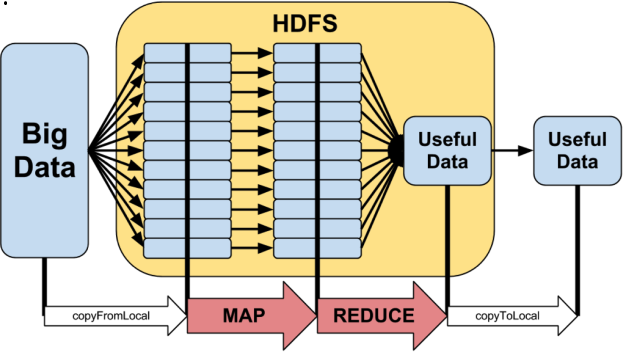 HDFS
Big
Data
Useful
Data
Useful
Data
copyFromLocal
MAP
REDUCE
copyToLocal